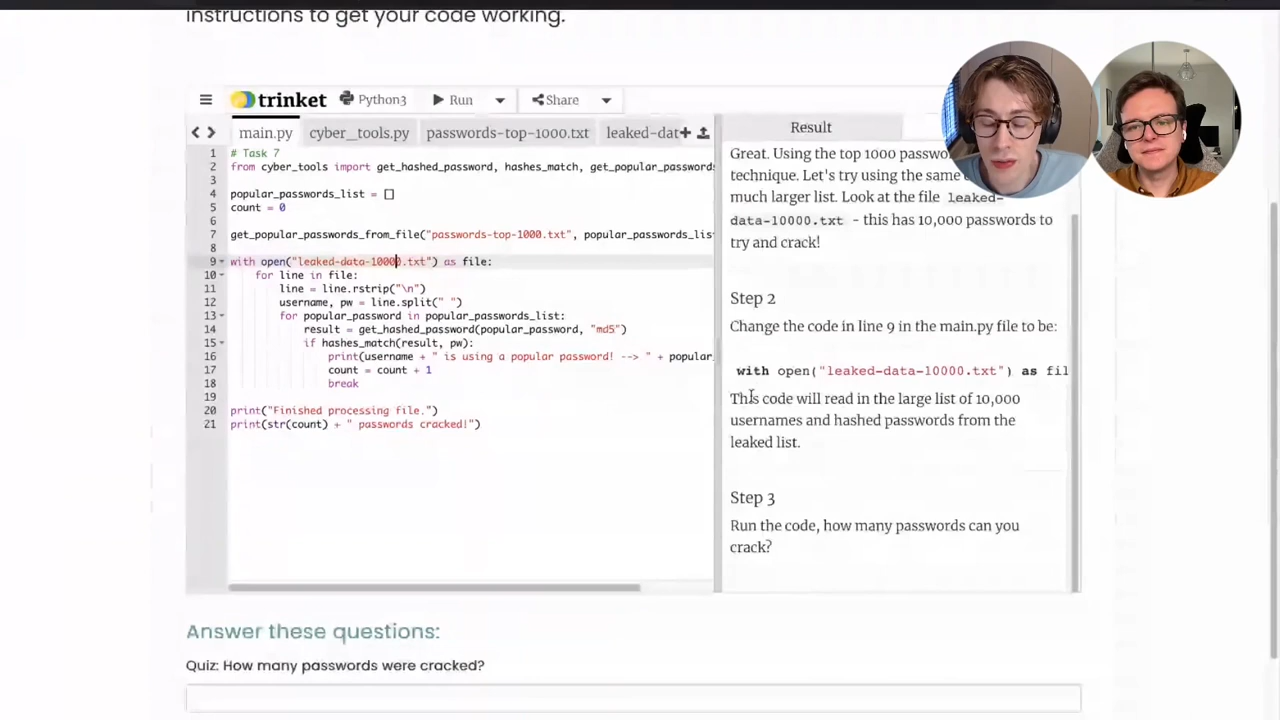 instructions to get your code working.
trinket
Python3
Run
Share
main.py
cyber_tools.py
passwords-top-1000.txt
leaked-dat
Result
1 # Task 7
2 from cyber_tools import get_hashed_password, hashes_match, get_popular_passwords
3
4 popular_passwords_list = []
5 count = 0
6
7 get_popular_passwords_from_file("passwords-top-1000.txt", popular_passwords_list
8
9 with open("leaked-data-10000.txt") as file:
10 for line in file:
11 line = line.rstrip("\n")
12 username, pw = line.split(" ")
13 for popular_password in popular_passwords_list:
14 result = get_hashed_password(popular_password, "md5")
15 if hashes_match(result, pw):
16 print(username + " is using a popular password! --> " + popular
17 count = count + 1
18 break
19
20 print("Finished processing file.")
21 print(str(count) + " passwords cracked!")
Great. Using the top 1000 passwo
technique. Let's try using the same
much larger list. Look at the file leaked-
data-10000.txt - this has 10,000 passwords to
try and crack!
Step 2
Change the code in line 9 in the main.py file to be:
with open("leaked-data-10000.txt") as fil
This code will read in the large list of 10,000
usernames and hashed passwords from the
leaked list.
Step 3
Run the code, how many passwords can you
crack?
Answer these questions:
Quiz: How many passwords were cracked?